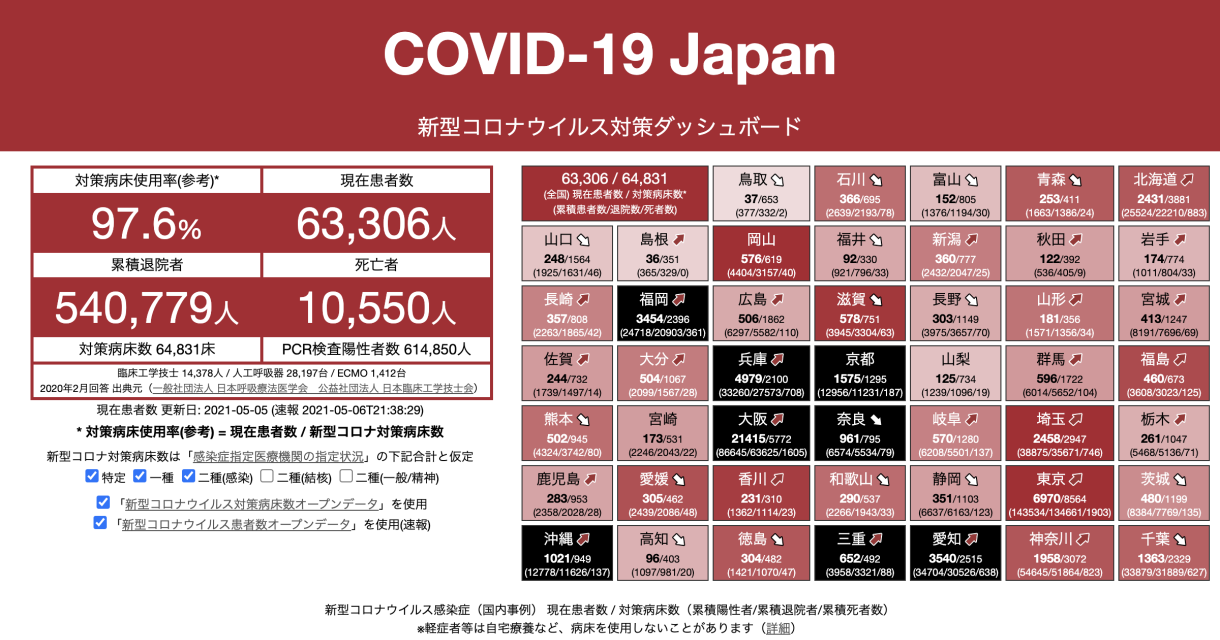 COVID-19 Japan
新型コロナウイルス対策ダッシュボード
対策病床使用率(参考)*
現在患者数
97.6%
63,306人
累積退院者
死亡者
540,779人
10,550人
対策病床数 64,831床
PCR検査陽性者数 614,850人
臨床工学技士 14,378人 / 人工呼吸器 28,197台 / ECMO 1,412台
2020年2月回答 出典元（一般社団法人 日本呼吸療法医学会　公益社団法人 日本臨床工学技士会）
現在患者数 更新日: 2021-05-05 (速報 2021-05-06T21:38:29)
* 対策病床使用率(参考) = 現在患者数 / 新型コロナ対策病床数
新型コロナ対策病床数は「感染症指定医療機関の指定状況」の下記合計と仮定
特定 一種 二種(感染) 二種(結核) 二種(一般/精神)
「新型コロナウイルス対策病床数オープンデータ」を使用
「新型コロナウイルス患者数オープンデータ」を使用(速報)
63,306 / 64,831
(全国) 現在患者数 / 対策病床数*
(累積患者数/退院数/死者数)
鳥取
37/653
(377/332/2)
石川
366/695
(2639/2193/78)
富山
152/805
(1376/1194/30)
青森
253/411
(1663/1386/24)
北海道
2431/3881
(25524/22210/883)
山口
248/1564
(1925/1631/46)
島根
36/351
(365/329/0)
岡山
576/619
(4404/3157/40)
福井
92/330
(921/796/33)
新潟
360/777
(2432/2047/25)
秋田
122/392
(536/405/9)
岩手
174/774
(1011/804/33)
長崎
357/808
(2263/1865/42)
福岡
3454/2396
(24718/20903/361)
広島
506/1862
(6297/5582/110)
滋賀
578/751
(3945/3304/63)
長野
303/1149
(3975/3657/70)
山形
181/356
(1571/1356/34)
宮城
413/1247
(8191/7696/69)
佐賀
244/732
(1739/1497/14)
大分
504/1067
(2099/1567/28)
兵庫
4979/2100
(33260/27573/708)
京都
1575/1295
(12956/11231/187)
山梨
125/734
(1239/1096/19)
群馬
596/1722
(6014/5652/104)
福島
460/673
(3608/3023/125)
熊本
502/945
(4324/3742/80)
宮崎
173/531
(2246/2043/22)
大阪
21415/5772
(86645/63625/1605)
奈良
961/795
(6574/5534/79)
岐阜
570/1280
(6208/5501/137)
埼玉
2458/2947
(38875/35671/746)
栃木
261/1047
(5468/5136/71)
鹿児島
283/953
(2358/2028/28)
愛媛
305/462
(2439/2086/48)
香川
231/310
(1362/1114/23)
和歌山
290/537
(2266/1943/33)
静岡
351/1103
(6637/6163/123)
東京
6970/8564
(143534/134661/1903)
茨城
480/1199
(8384/7769/135)
沖縄
1021/949
(12778/11626/137)
高知
96/403
(1097/981/20)
徳島
304/482
(1421/1070/47)
三重
652/492
(3958/3321/88)
愛知
3540/2515
(34704/30526/638)
神奈川
1958/3072
(54645/51864/823)
千葉
1363/2329
(33879/31889/627)
新型コロナウイルス感染症（国内事例） 現在患者数 / 対策病床数（累積陽性者/累積退院者/累積死者数）
※軽症者等は自宅療養など、病床を使用しないことがあります（詳細）